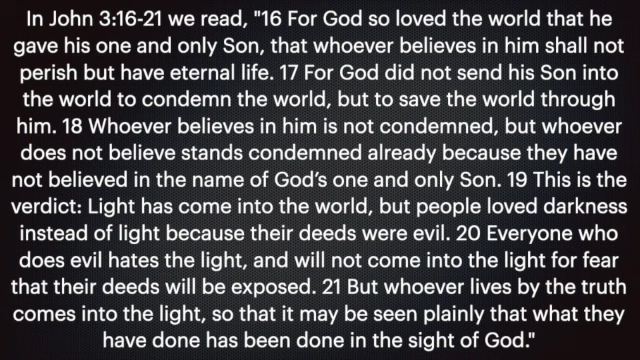 In John 3:16-21 we read, "16 For God so loved the world that he
gave his one and only Son, that whoever believes in him shall not
perish but have eternal life. 17 For God did not send his Son into
the world to condemn the world, but to save the world through
him. 18 Whoever believes in him is not condemned, but whoever
does not believe stands condemned already because they have
not believed in the name of God’s one and only Son. 19 This is the
verdict: Light has come into the world, but people loved darkness
instead of light because their deeds were evil. 20 Everyone who
does evil hates the light, and will not come into the light for fear
that their deeds will be exposed. 21 But whoever lives by the truth
comes into the light, so that it may be seen plainly that what they
have done has been done in the sight of God."